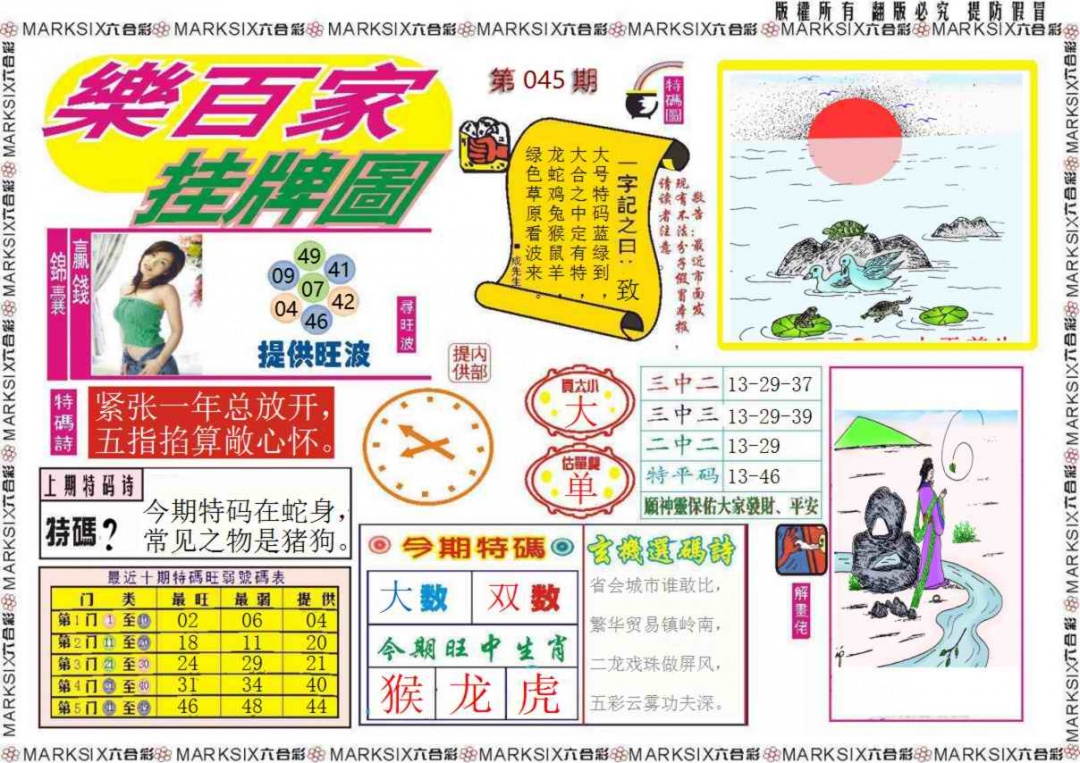 版權所有 翻版必究 提防假冒
MARKSIX六合彩 MARKSIX六合彩 MARKSIX六合彩 MARKSIX六合彩 MARKSIX六合彩 MARKSIX六合彩 MARKSIX六合彩
樂百家
挂牌圖
第 045 期
特碼圖
一字記之曰：致
大号特码蓝绿到，
大合之中定有特，
龙蛇鸡兔猴鼠羊，
绿色草原看波来。
■成先生
敬告：最近市面发
现有不法分子假冒本报，
请读者注意。
贏錢
錦囊
49
09
41
07
04
42
46
提供旺波
尋旺波
内部
提供
特碼詩
紧张一年总放开，
五指掐算敞心怀。
買大小
大
估單雙
单
三中二 13-29-37
三中三 13-29-39
二中二 13-29
特平码 13-46
願神靈保佑大家發財、平安
上期特码诗
特碼？
今期特码在蛇身，
常见之物是猪狗。
最近十期特碼旺弱號碼表
门 类 最旺 最弱 提供
第1门 1 至 02 06 04
第2门 11 至 18 11 20
第3门 21 至 30 24 29 21
第4门 至 40 31 34 40
第5门 至 46 48 44
今期特碼
大数 双数
今期旺中生肖
猴 龙 虎
玄機選碼詩
省会城市谁敢比，
繁华贸易镇岭南，
二龙戏珠做屏风，
五彩云雾功夫深。
解畫佬
MARKSIX六合彩 MARKSIX六合彩 MARKSIX六合彩 MARKSIX六合彩 MARKSIX六合彩 MARKSIX六合彩 MARKSIX六合彩